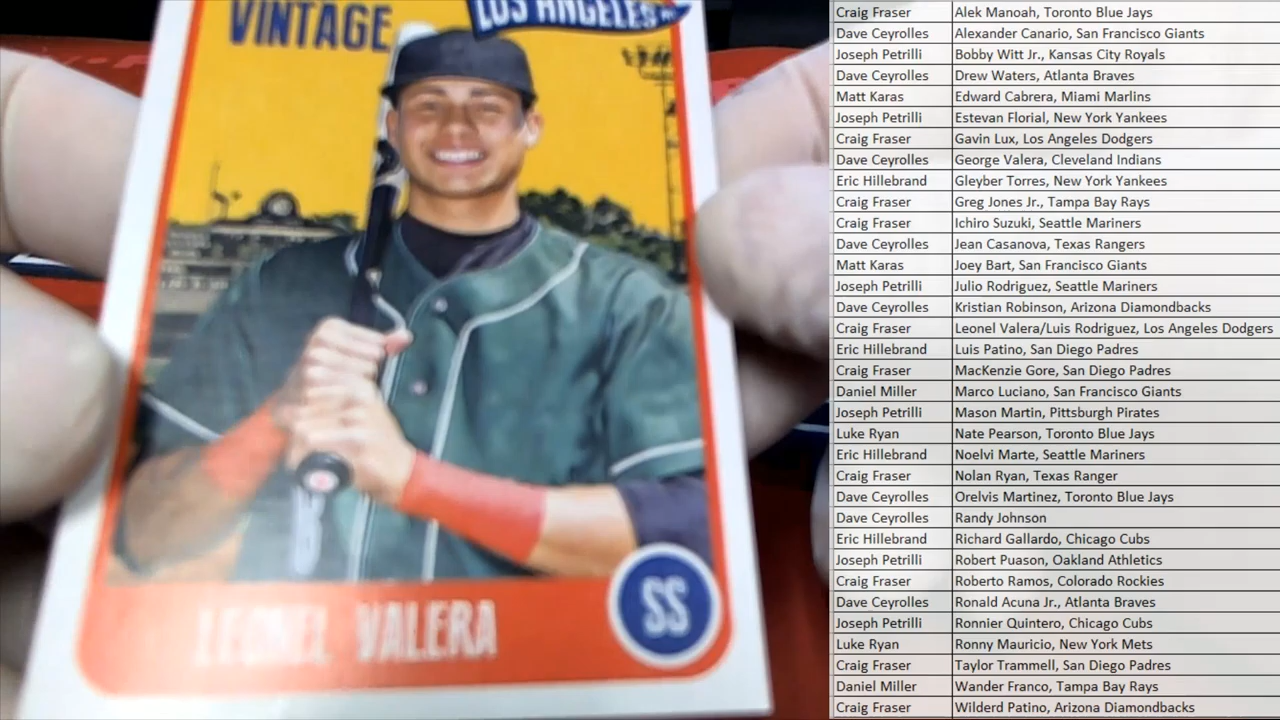 VINTAGE
LOS ANGELES
LEONEL VALERA
SS
Craig Fraser Alek Manoah, Toronto Blue Jays
Dave Ceyrolles Alexander Canario, San Francisco Giants
Joseph Petrilli Bobby Witt Jr., Kansas City Royals
Dave Ceyrolles Drew Waters, Atlanta Braves
Matt Karas Edward Cabrera, Miami Marlins
Joseph Petrilli Estevan Florial, New York Yankees
Craig Fraser Gavin Lux, Los Angeles Dodgers
Dave Ceyrolles George Valera, Cleveland Indians
Eric Hillebrand Gleyber Torres, New York Yankees
Craig Fraser Greg Jones Jr., Tampa Bay Rays
Craig Fraser Ichiro Suzuki, Seattle Mariners
Dave Ceyrolles Jean Casanova, Texas Rangers
Matt Karas Joey Bart, San Francisco Giants
Joseph Petrilli Julio Rodriguez, Seattle Mariners
Dave Ceyrolles Kristian Robinson, Arizona Diamondbacks
Craig Fraser Leonel Valera/Luis Rodriguez, Los Angeles Dodgers
Eric Hillebrand Luis Patino, San Diego Padres
Craig Fraser MacKenzie Gore, San Diego Padres
Daniel Miller Marco Luciano, San Francisco Giants
Joseph Petrilli Mason Martin, Pittsburgh Pirates
Luke Ryan Nate Pearson, Toronto Blue Jays
Eric Hillebrand Noelvi Marte, Seattle Mariners
Craig Fraser Nolan Ryan, Texas Ranger
Dave Ceyrolles Orelvis Martinez, Toronto Blue Jays
Dave Ceyrolles Randy Johnson
Eric Hillebrand Richard Gallardo, Chicago Cubs
Joseph Petrilli Robert Puason, Oakland Athletics
Craig Fraser Roberto Ramos, Colorado Rockies
Dave Ceyrolles Ronald Acuna Jr., Atlanta Braves
Joseph Petrilli Ronnier Quintero, Chicago Cubs
Luke Ryan Ronny Mauricio, New York Mets
Craig Fraser Taylor Trammell, San Diego Padres
Daniel Miller Wander Franco, Tampa Bay Rays
Craig Fraser Wilderd Patino, Arizona Diamondbacks